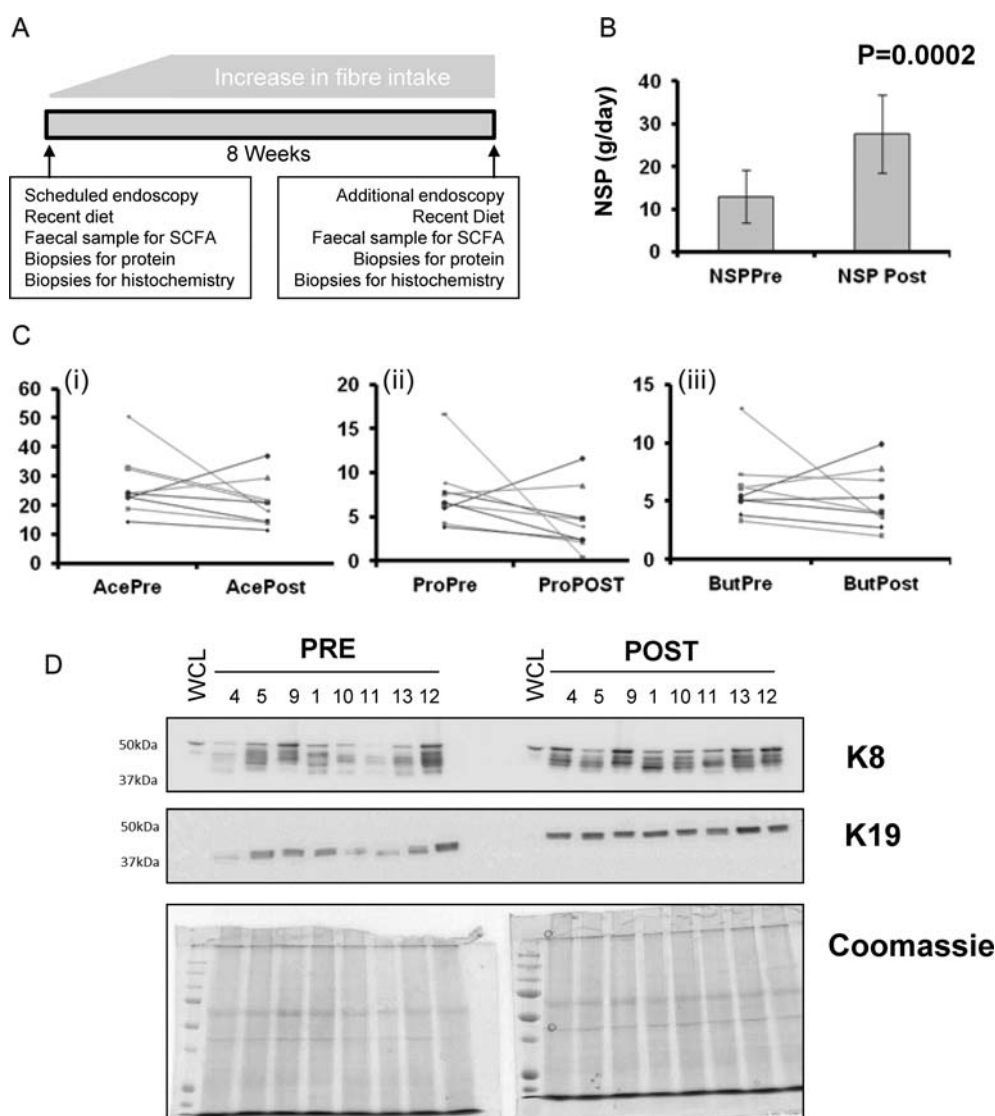 A
Increase in fibre intake
8 Weeks
Scheduled endoscopy
Recent diet
Faecal sample for SCFA
Biopsies for protein
Biopsies for histochemistry
Additional endoscopy
Recent Diet
Faecal sample for SCFA
Biopsies for protein
Biopsies for histochemistry
B
P=0.0002
NSP (g/day)
40
30
20
10
0
NSPPre NSP Post
C
(i)
60
50
40
30
20
10
0
AcePre AcePost
(ii)
20
15
10
5
0
ProPre ProPOST
(iii)
15
10
5
0
ButPre ButPost
D
PRE POST
WCL 4 5 9 1 10 11 13 12 WCL 4 5 9 1 10 11 13 12
50kDa
37kDa
K8
50kDa
37kDa
K19
Coomassie